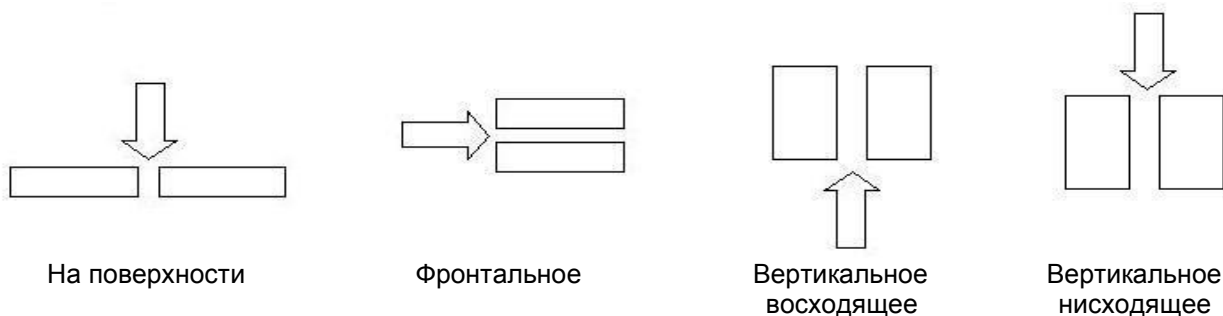 На поверхности
Фронтальное
Вертикальное
восходящее
Вертикальное
нисходящее